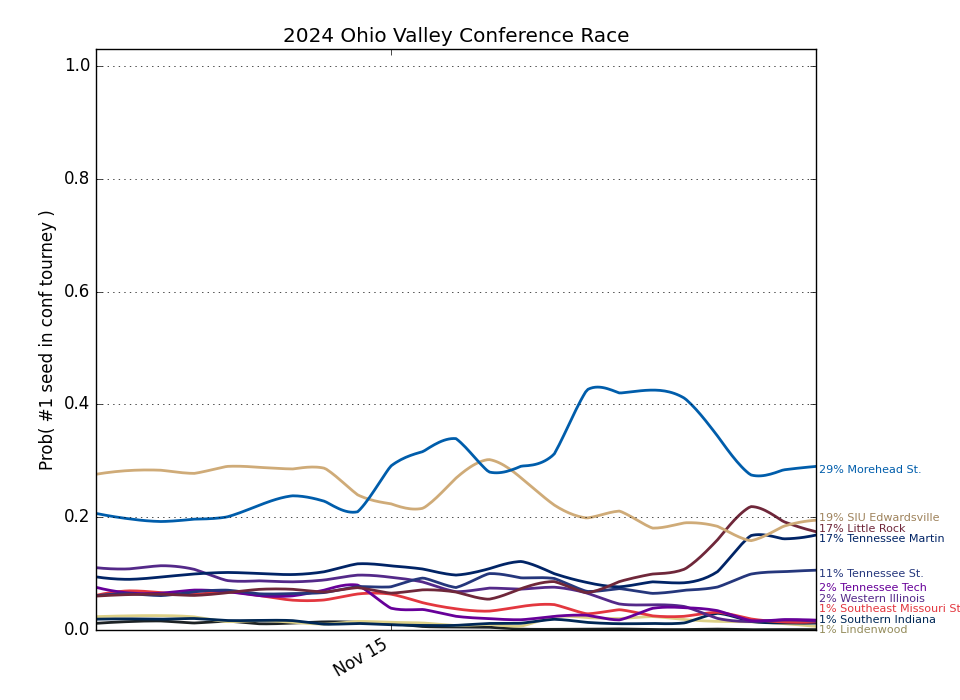 2024 Ohio Valley Conference Race
Prob( #1 seed in conf tourney )
1.0
0.8
0.6
0.4
0.2
0.0
Nov 15
29% Morehead St.
19% SIU Edwardsville
17% Little Rock
17% Tennessee Martin
11% Tennessee St.
2% Tennessee Tech
2% Western Illinois
1% Southeast Missouri St
1% Southern Indiana
1% Lindenwood